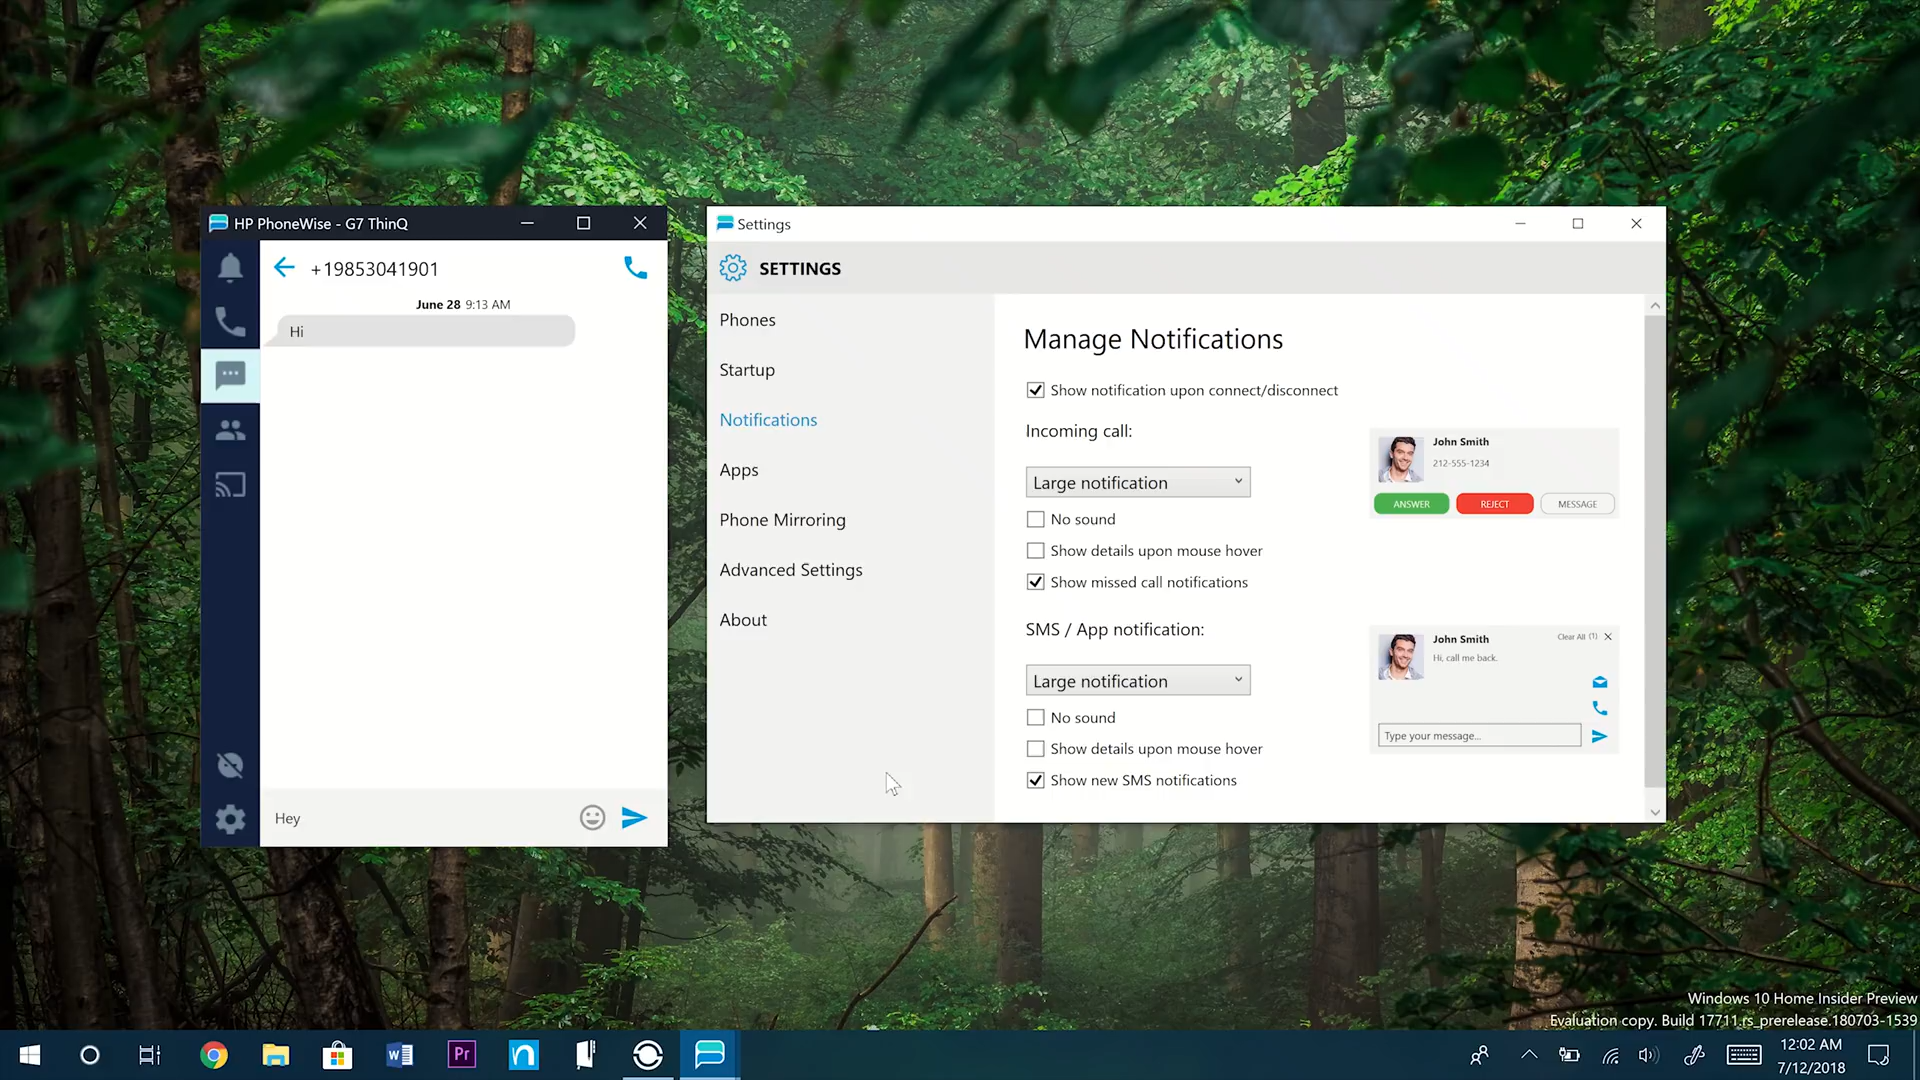 HP PhoneWise - G7 ThinQ
+19853041901
June 28 9:13 AM
Hi
Hey
Settings
SETTINGS
Phones
Startup
Notifications
Apps
Phone Mirroring
Advanced Settings
About
Manage Notifications
Show notification upon connect/disconnect
Incoming call:
Large notification
No sound
Show details upon mouse hover
Show missed call notifications
John Smith
212-555-1234
ANSWER
REJECT
MESSAGE
SMS / App notification:
Large notification
No sound
Show details upon mouse hover
Show new SMS notifications
John Smith
Clear All (1)
Hi, call me back.
Type your message...
Windows 10 Home Insider Preview
Evaluation copy. Build 17711.rs_prerelease.180703-1539
W
Pr
12:02 AM
7/12/2018